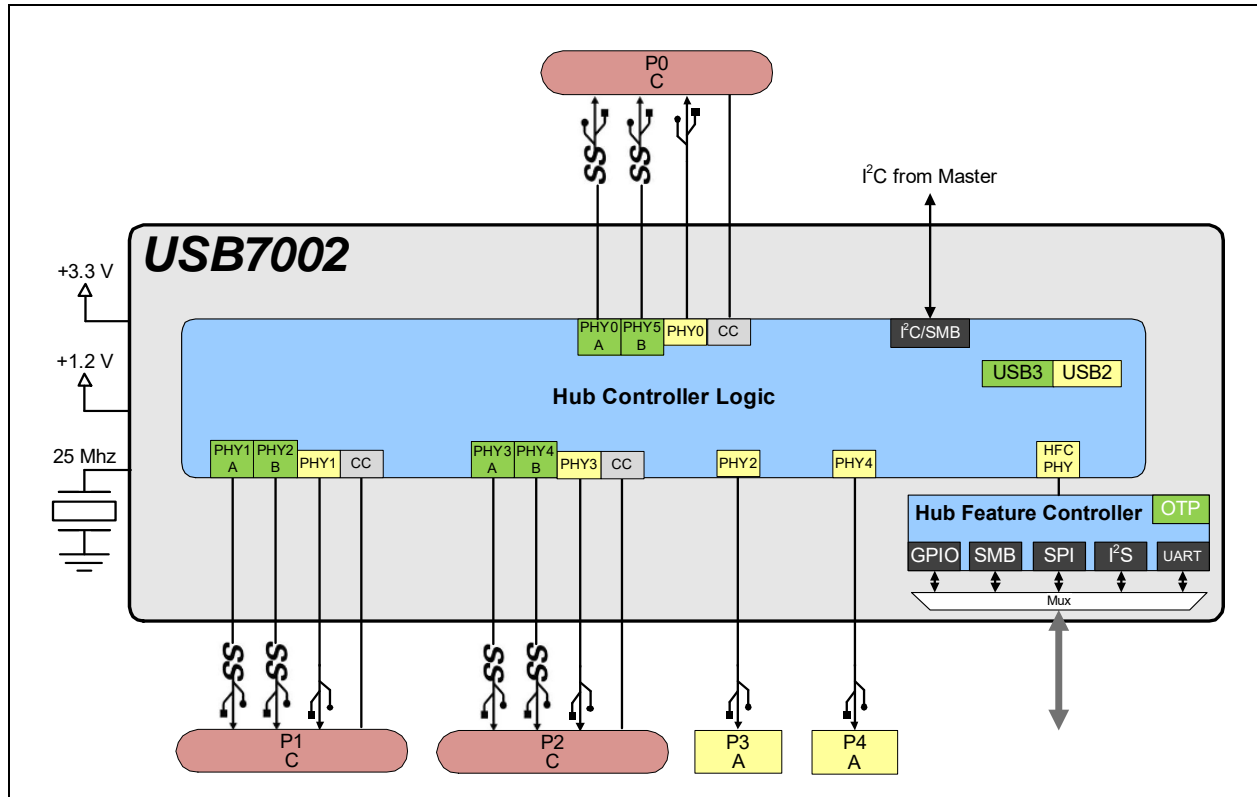 P0
C
SS
SS
I²C from Master
USB7002
+3.3 V
PHY0
A
PHY5
B
PHY0
CC
I²C/SMB
+1.2 V
USB3
USB2
Hub Controller Logic
25 Mhz
PHY1
A
PHY2
B
PHY1
CC
PHY3
A
PHY4
B
PHY3
CC
PHY2
PHY4
HFC
PHY
Hub Feature Controller
OTP
GPIO
SMB
SPI
I²S
UART
Mux
SS
SS
SS
SS
P1
C
P2
C
P3
A
P4
A